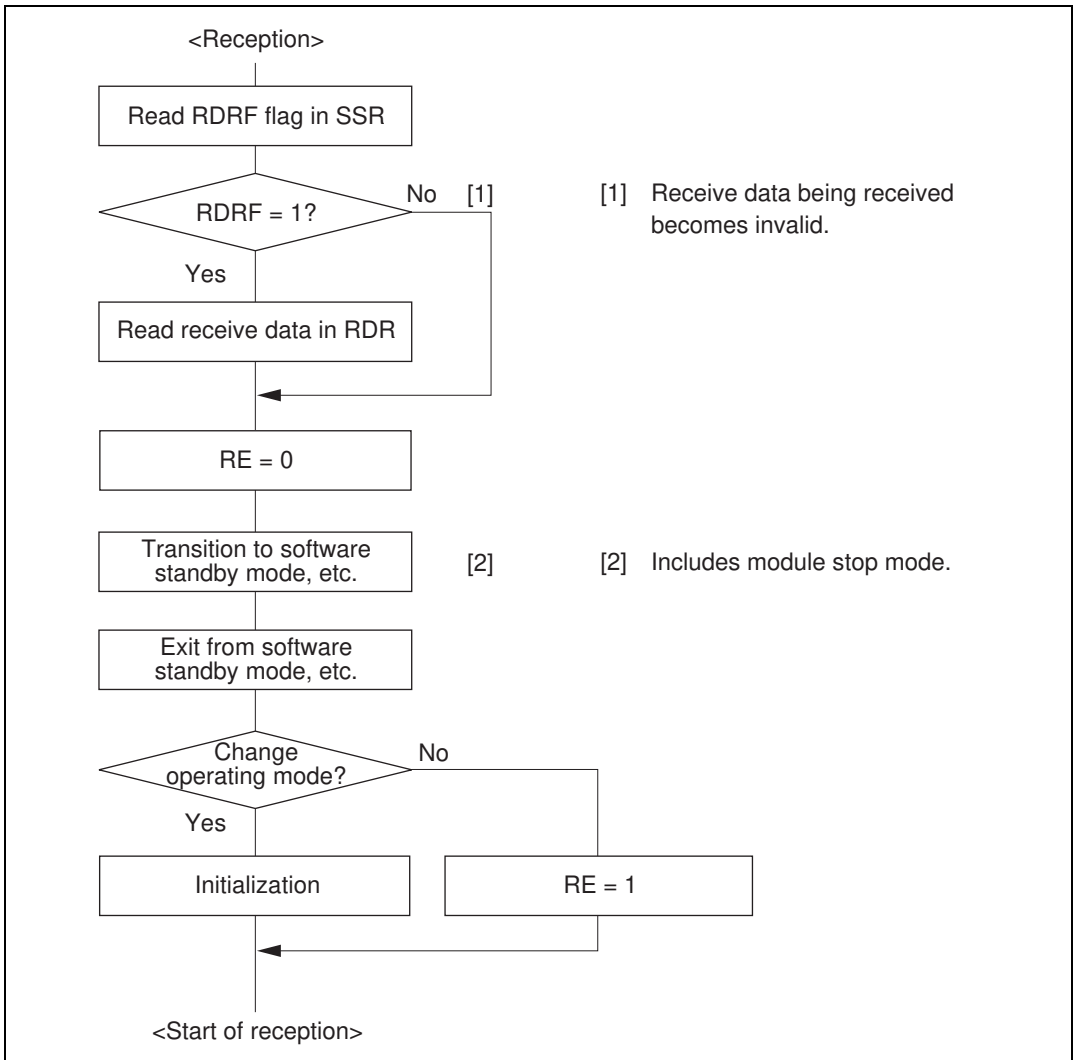 <Reception>
Read RDRF flag in SSR
RDRF = 1?
No [1]
[1] Receive data being received
becomes invalid.
Yes
Read receive data in RDR
RE = 0
Transition to software
standby mode, etc.
[2]
[2] Includes module stop mode.
Exit from software
standby mode, etc.
Change
operating mode?
No
Yes
Initialization
RE = 1
<Start of reception>